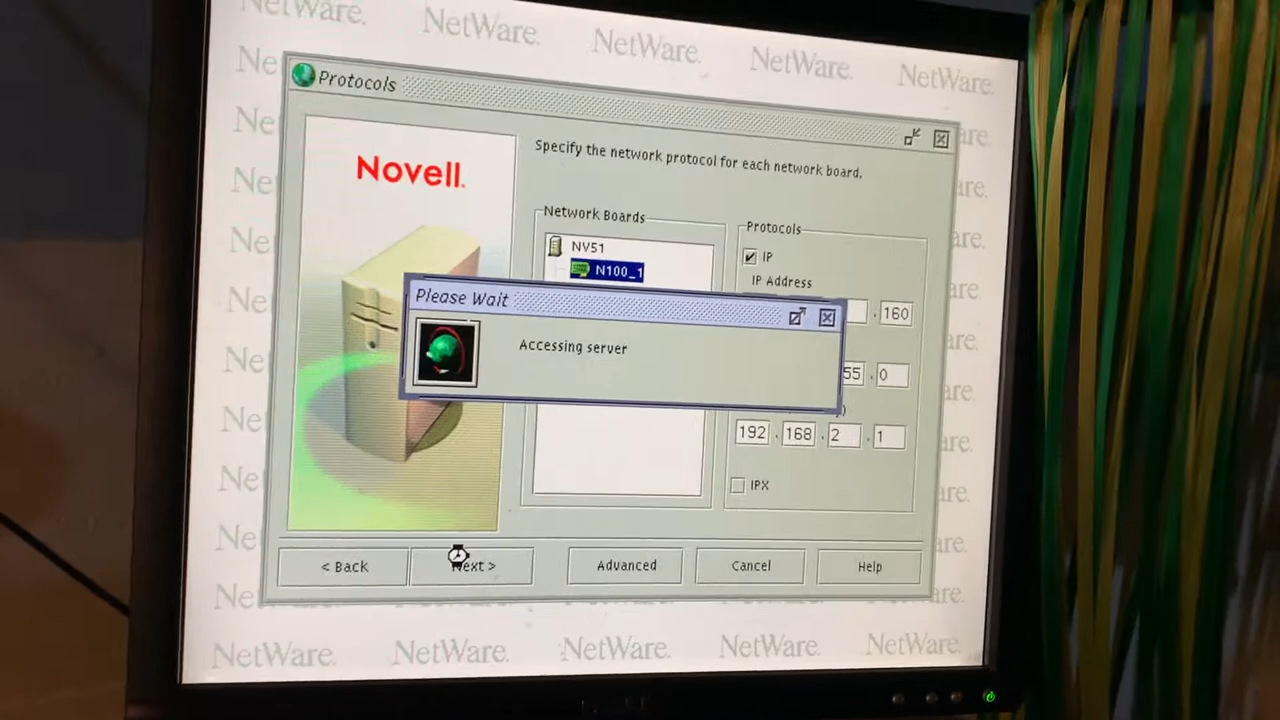 NetWare. NetWare. NetWare. NetWare. NetWare.
Protocols
Novell.
Specify the network protocol for each network board.
Network Boards
NV51
N100_1
Protocols
IP
IP Address
. 160
Please Wait
Accessing server
55 . 0
192 . 168 . 2 . 1
IPX
< Back
Next >
Advanced
Cancel
Help
NetWare. NetWare. NetWare. NetWare. NetWare.